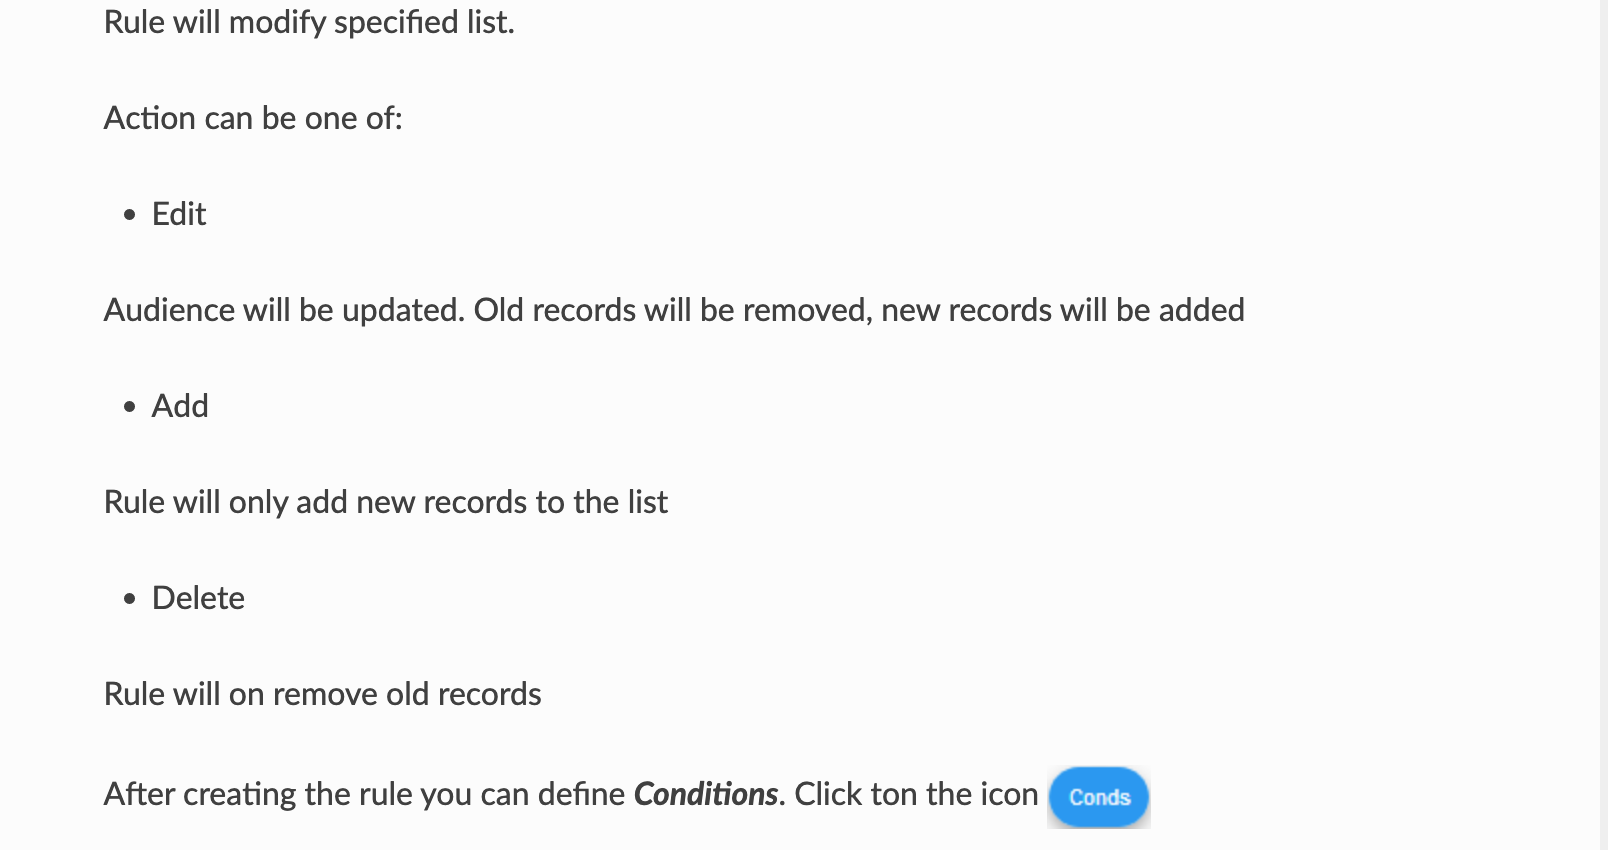 Rule will modify specified list.
Action can be one of:
• Edit
Audience will be updated. Old records will be removed, new records will be added
• Add
Rule will only add new records to the list
• Delete
Rule will on remove old records
After creating the rule you can define Conditions. Click ton the icon Conds